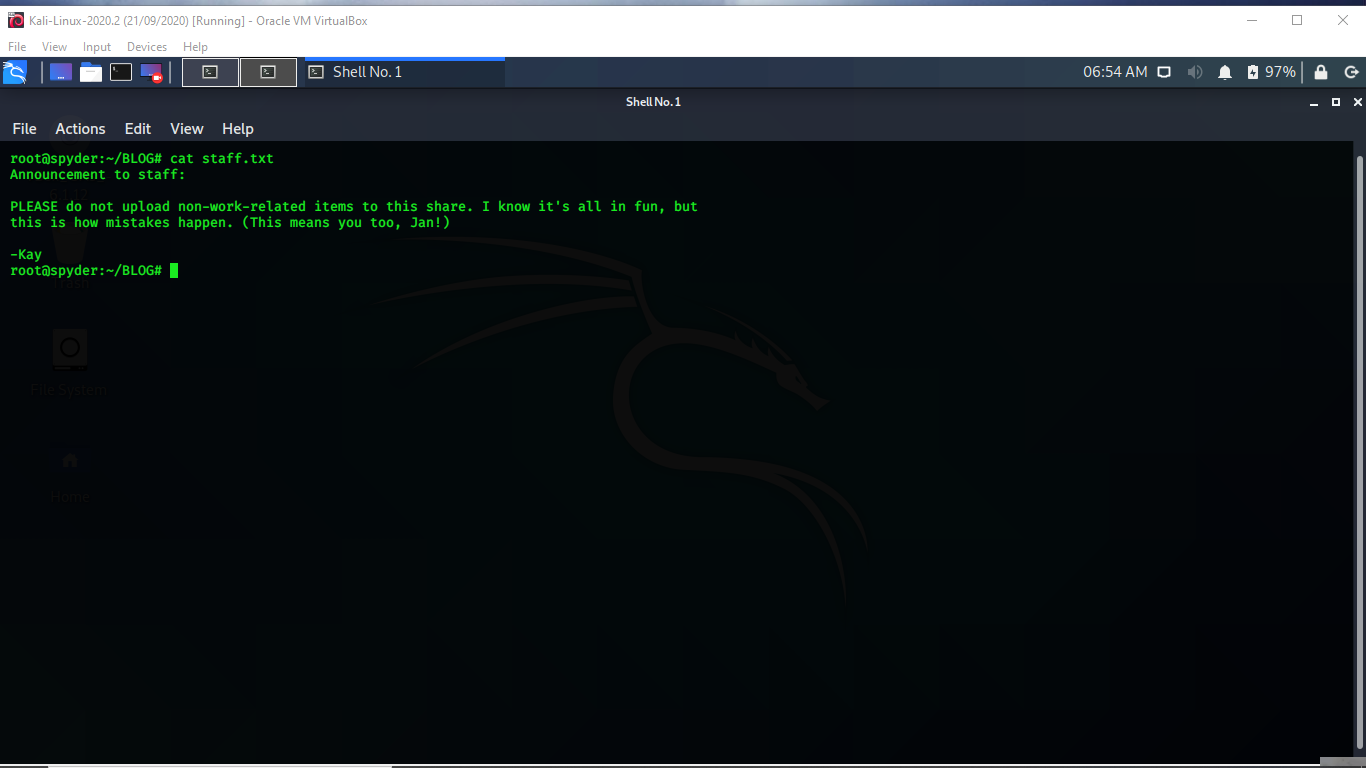 Kali-Linux-2020.2 (21/09/2020) [Running] - Oracle VM VirtualBox
File View Input Devices Help
Shell No. 1
06:54 AM
97%
Shell No. 1
File Actions Edit View Help
root@spyder:~/BLOG# cat staff.txt
Announcement to staff:
PLEASE do not upload non-work-related items to this share. I know it's all in fun, but
this is how mistakes happen. (This means you too, Jan!)
-Kay
root@spyder:~/BLOG#
Trash
File System
Home